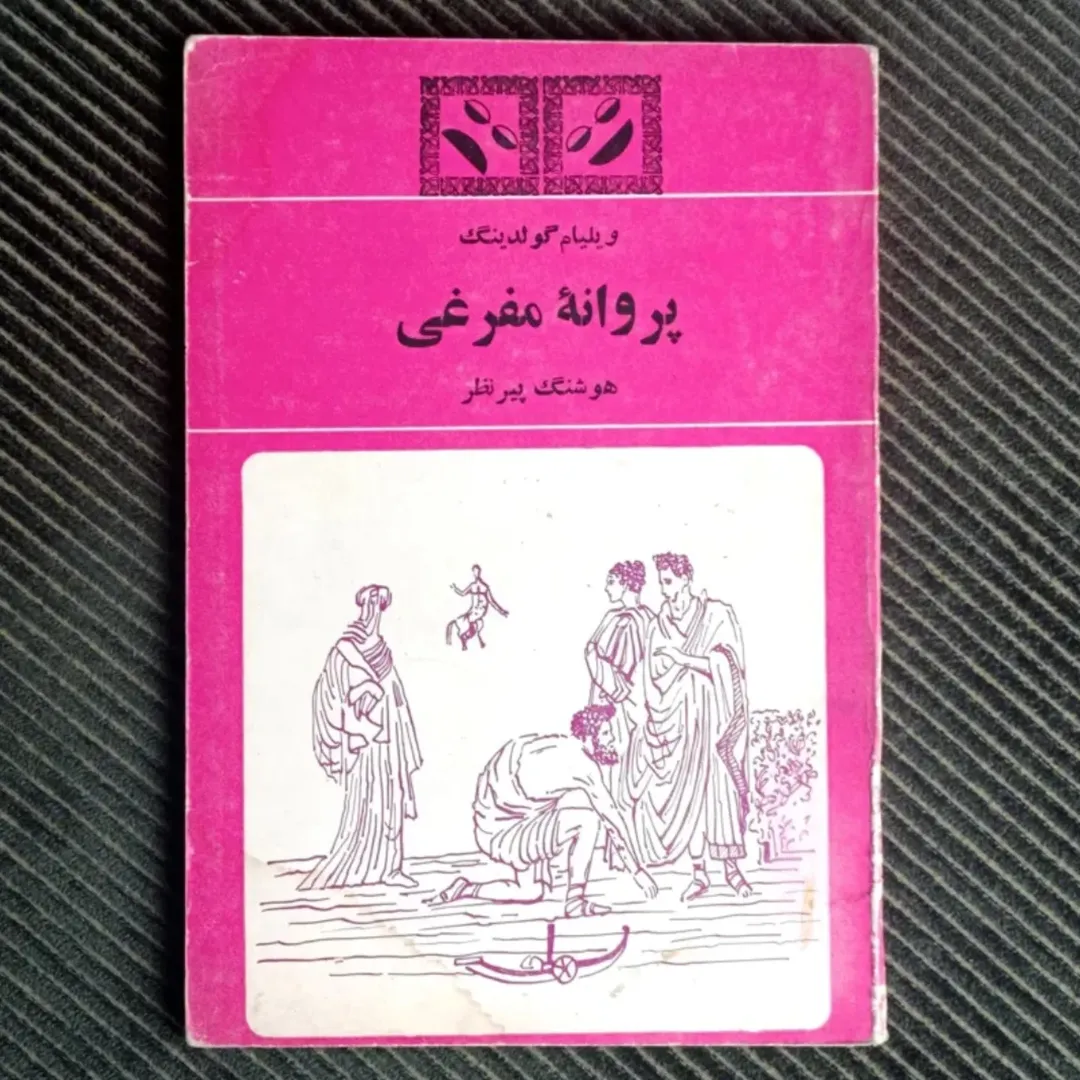 ویلیام گولدینگ
پروانهٔ مفرغی
هوشنگ پیرنظر